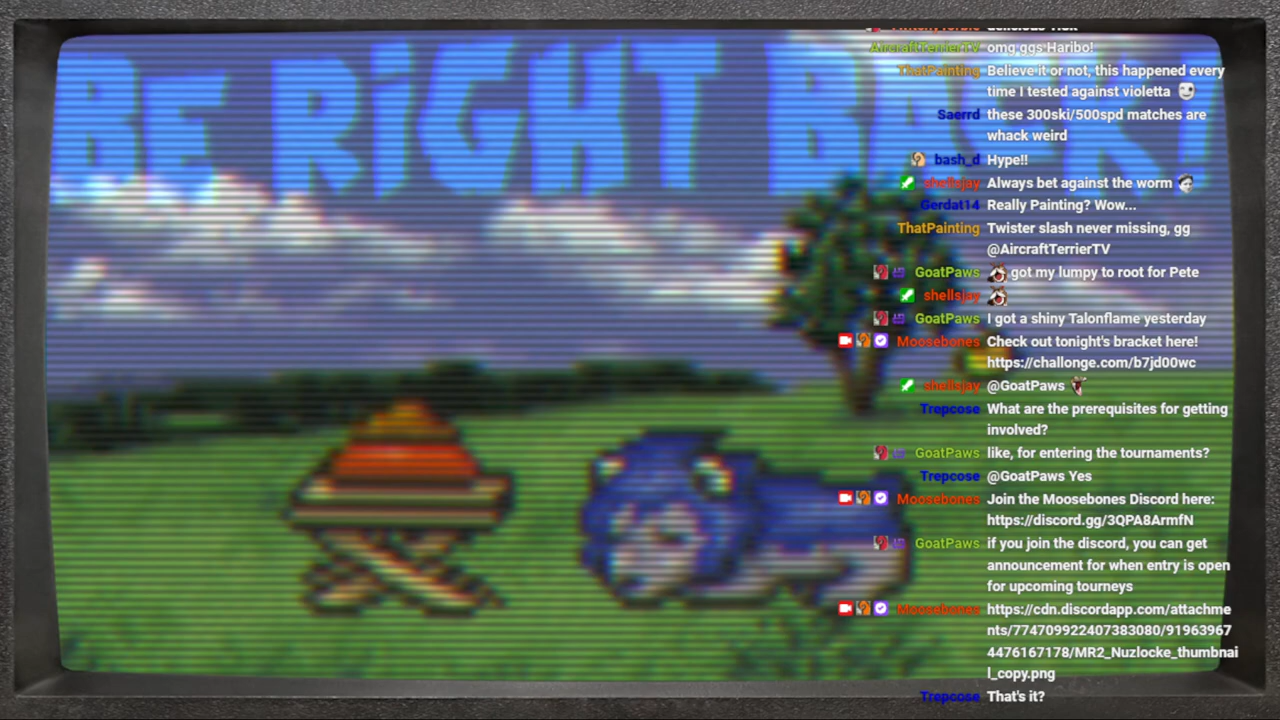 BE RiGHT BACK!
delicious Tick
AircraftTerrierTV omg ggs Haribo!
ThatPainting Believe it or not, this happened every
time I tested against violetta
Saerrd these 300ski/500spd matches are
whack weird
bash_d Hype!!
shellsjay Always bet against the worm
Gerdat14 Really Painting? Wow...
ThatPainting Twister slash never missing, gg
@AircraftTerrierTV
GoatPaws got my lumpy to root for Pete
shellsjay
GoatPaws I got a shiny Talonflame yesterday
Moosebones Check out tonight's bracket here!
https://challonge.com/b7jd00wc
shellsjay @GoatPaws
Trepcose What are the prerequisites for getting
involved?
GoatPaws like, for entering the tournaments?
Trepcose @GoatPaws Yes
Moosebones Join the Moosebones Discord here:
https://discord.gg/3QPA8ArmfN
GoatPaws if you join the discord, you can get
announcement for when entry is open
for upcoming tourneys
Moosebones https://cdn.discordapp.com/attachme
nts/774709922407383080/91963967
4476167178/MR2_Nuzlocke_thumbnai
l_copy.png
Trepcose That's it?